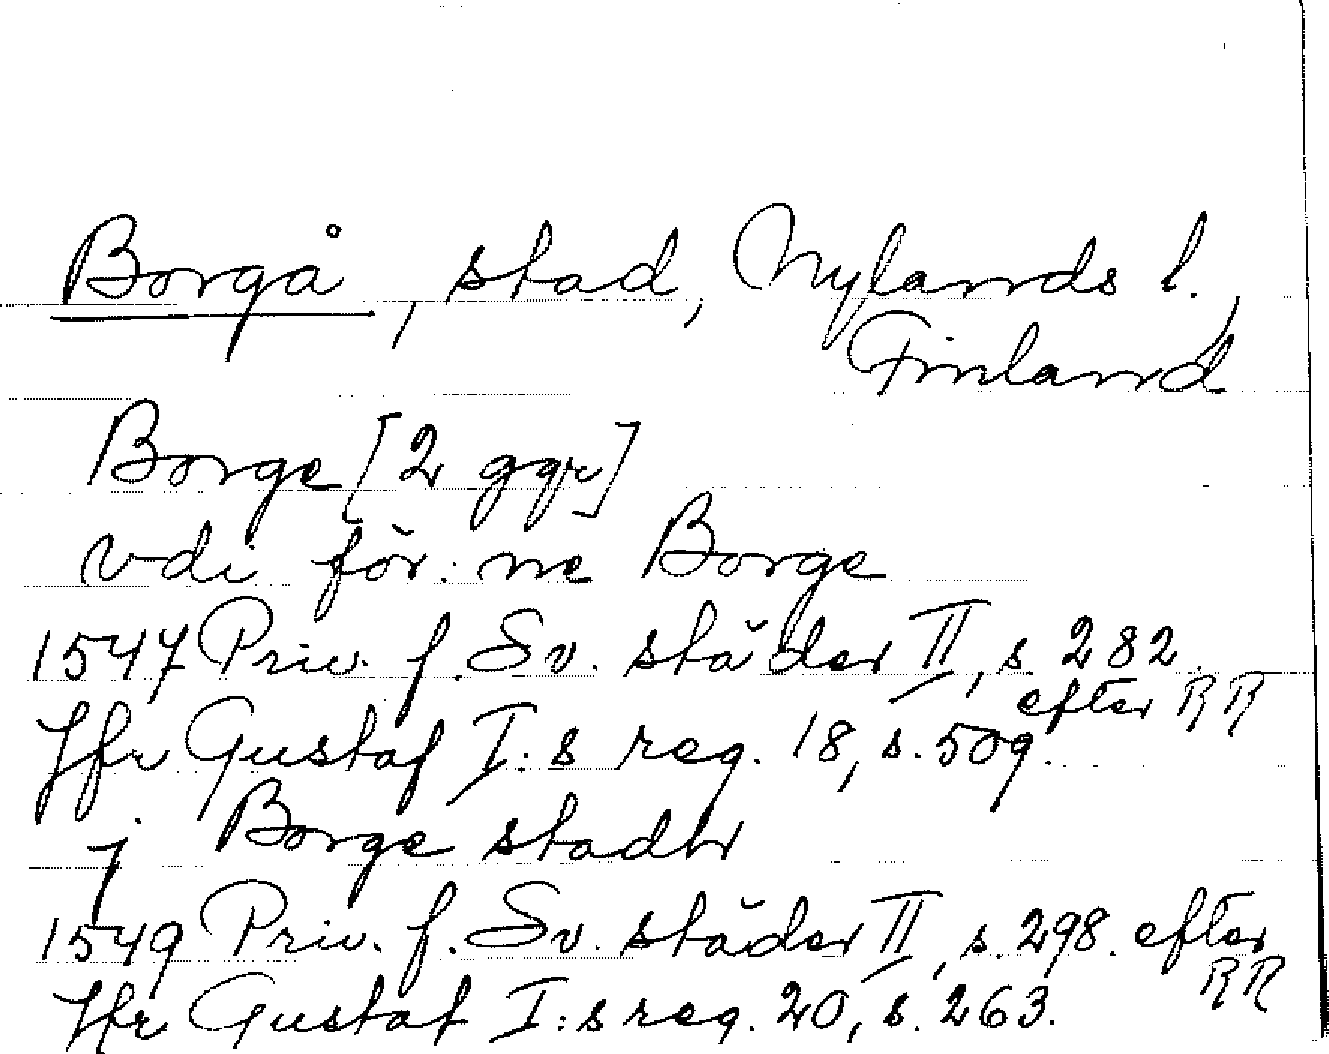 Borgå, stad, Nylands l.,
Finland
Borge [2 ggr]
vdi för:ne Borge
1547 Priv. f. Sv. städer II, s. 282.
efter RR
Jfr Gustaf I:s reg. 18, s. 509.
j Borge stadh
1549 Priv. f. Sv. städer II, s. 298. efter
RR
Jfr Gustaf I:s reg. 20, s. 263.